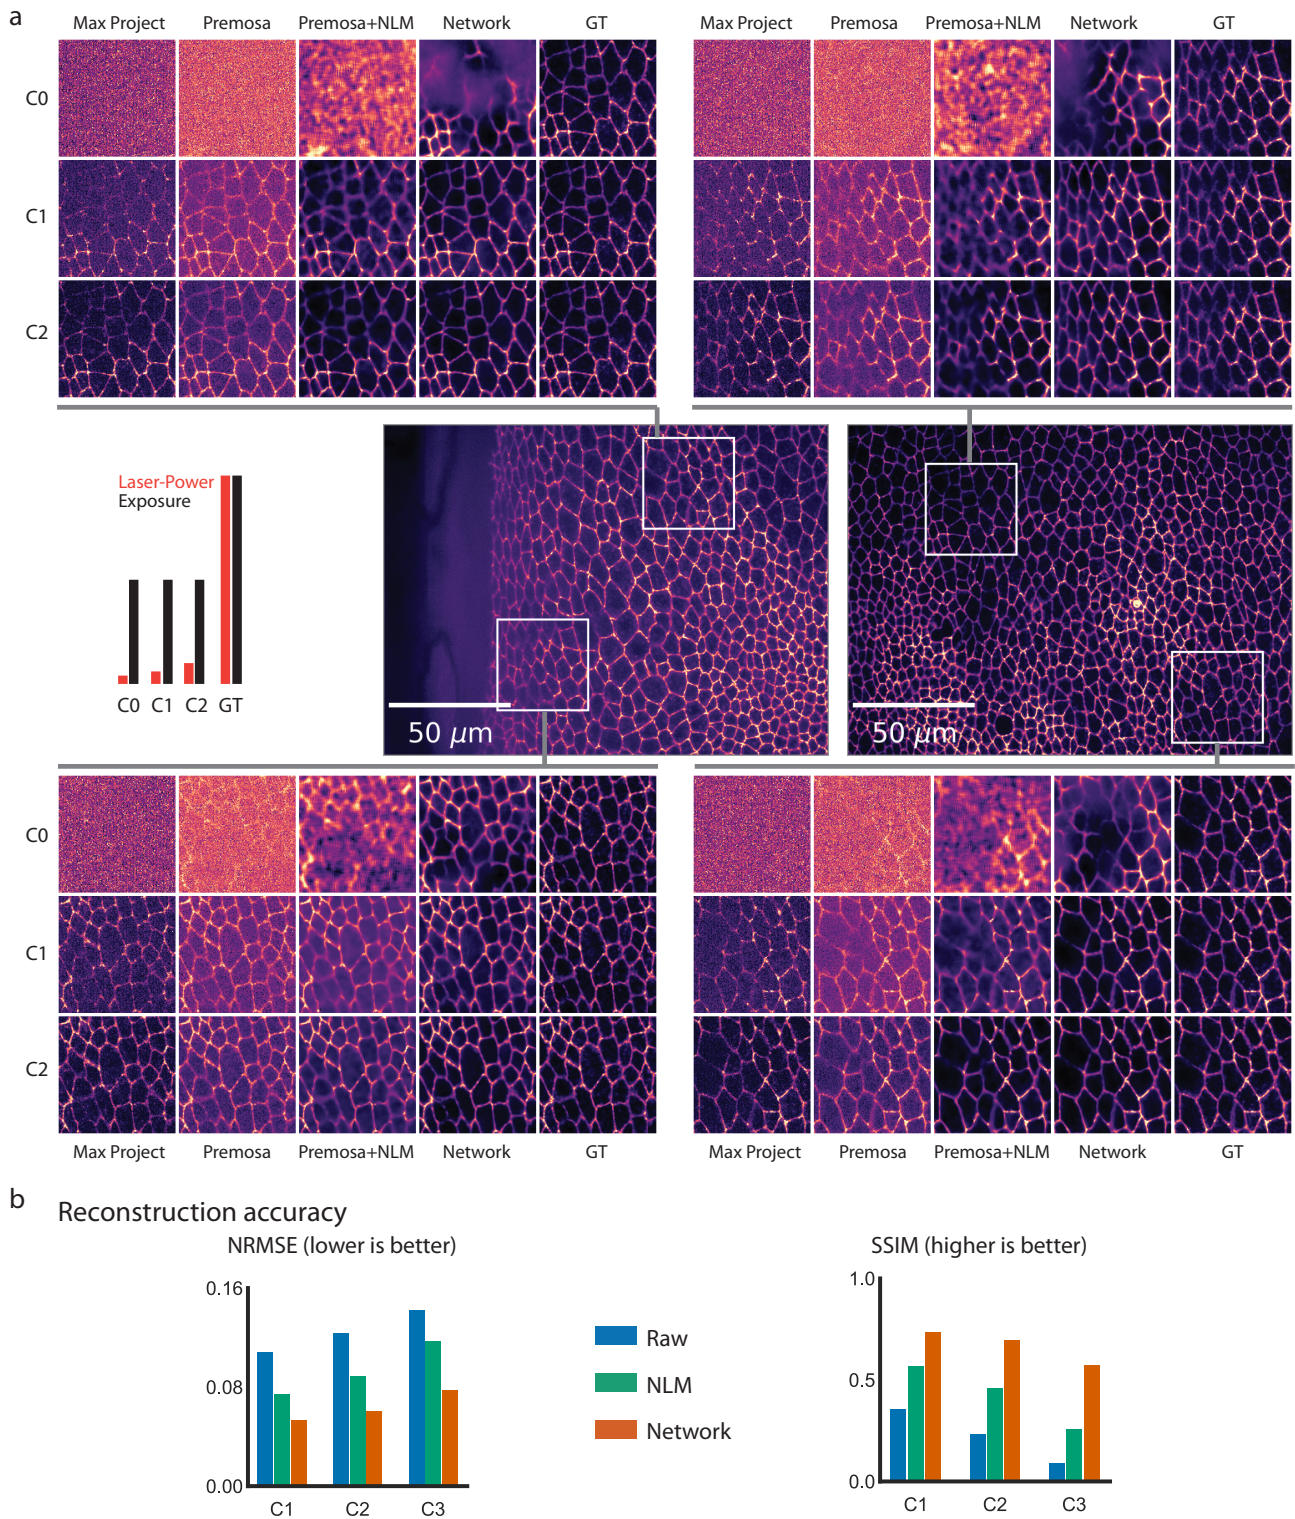 a
Max Project Premosa Premosa+NLM Network GT
Max Project Premosa Premosa+NLM Network GT
C0
C1
C2
Laser-Power
Exposure
C0 C1 C2 GT
50 μm
50 μm
C0
C1
C2
Max Project Premosa Premosa+NLM Network GT
Max Project Premosa Premosa+NLM Network GT
b
Reconstruction accuracy
NRMSE (lower is better)
0.16
0.08
0.00
C1 C2 C3
Raw
NLM
Network
SSIM (higher is better)
1.0
0.5
0.0
C1 C2 C3